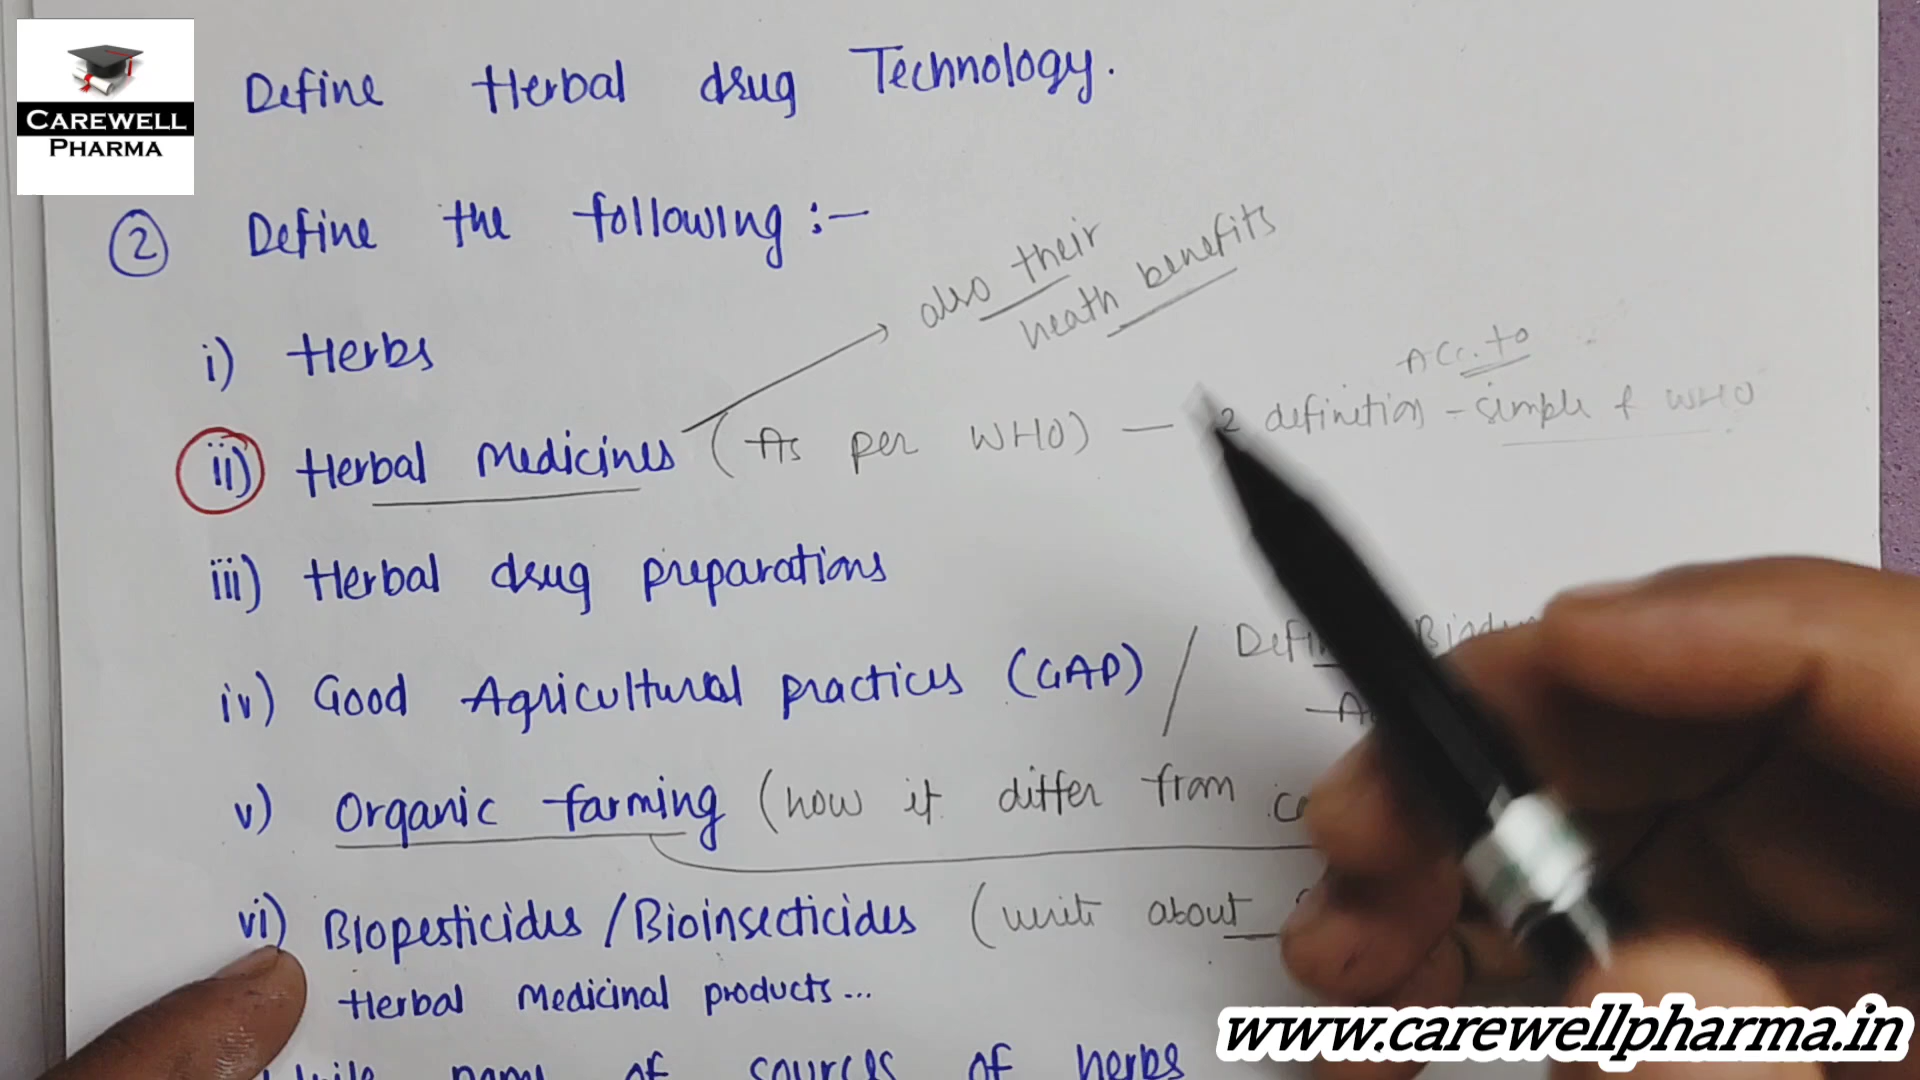 CAREWELL
PHARMA
Define Herbal drug Technology.
② Define the following :-
also their
heath benefits
i) Herbs
Acc. to
ii) Herbal Medicines (As per WHO) — 2 definition - simple & WHO
iii) Herbal drug preparations
iv) Good Agricultural practices (GAP) /
v) Organic farming (how it differ from
vi) Biopesticides / Bioinsecticides (write about
Herbal Medicinal products...
name of sources of herbs
www.carewellpharma.in